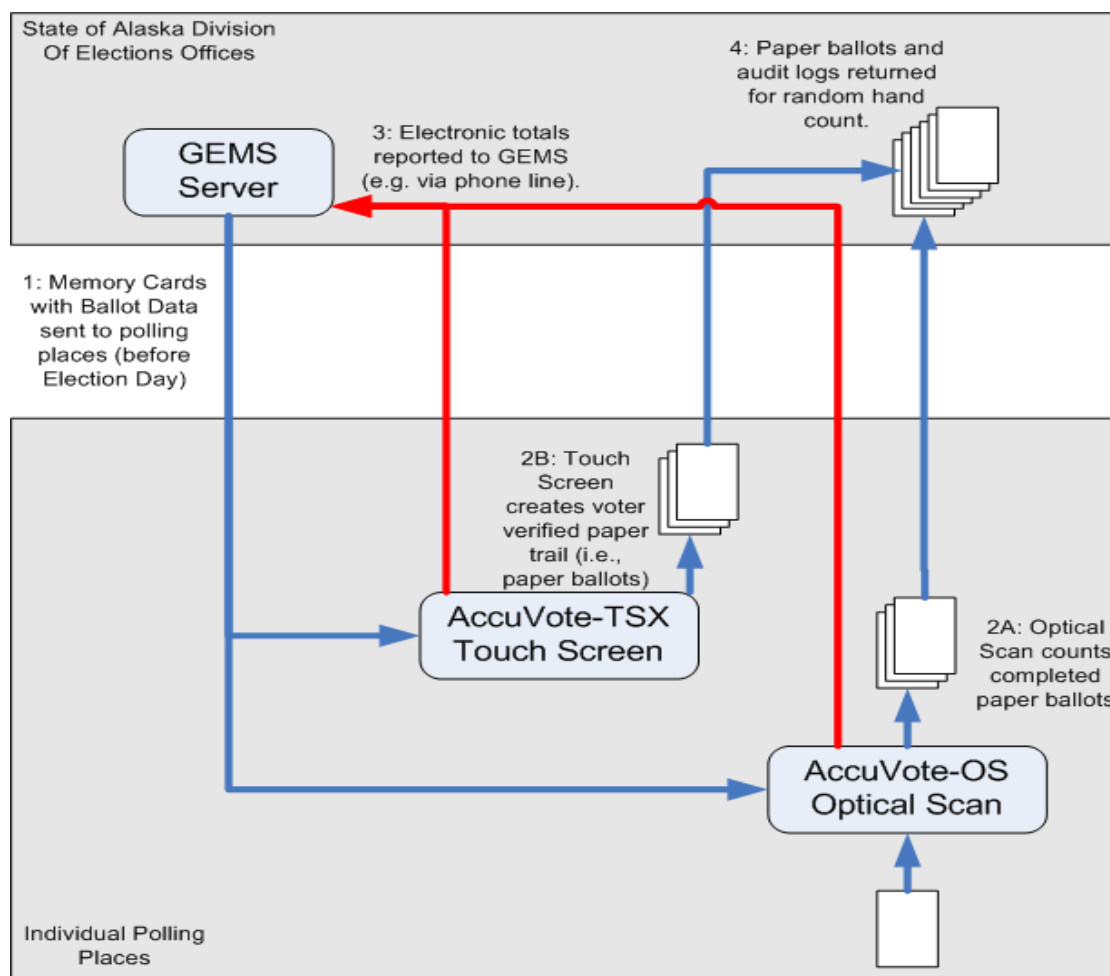 State of Alaska Division
Of Elections Offices
4: Paper ballots and
audit logs returned
for random hand
count.
3: Electronic totals
reported to GEMS
(e.g. via phone line).
GEMS
Server
1: Memory Cards
with Ballot Data
sent to polling
places (before
Election Day)
2B: Touch
Screen
creates voter
verified paper
trail (i.e.,
paper ballots)
AccuVote-TSX
Touch Screen
2A: Optical
Scan counts
completed
paper ballots
AccuVote-OS
Optical Scan
Individual Polling
Places